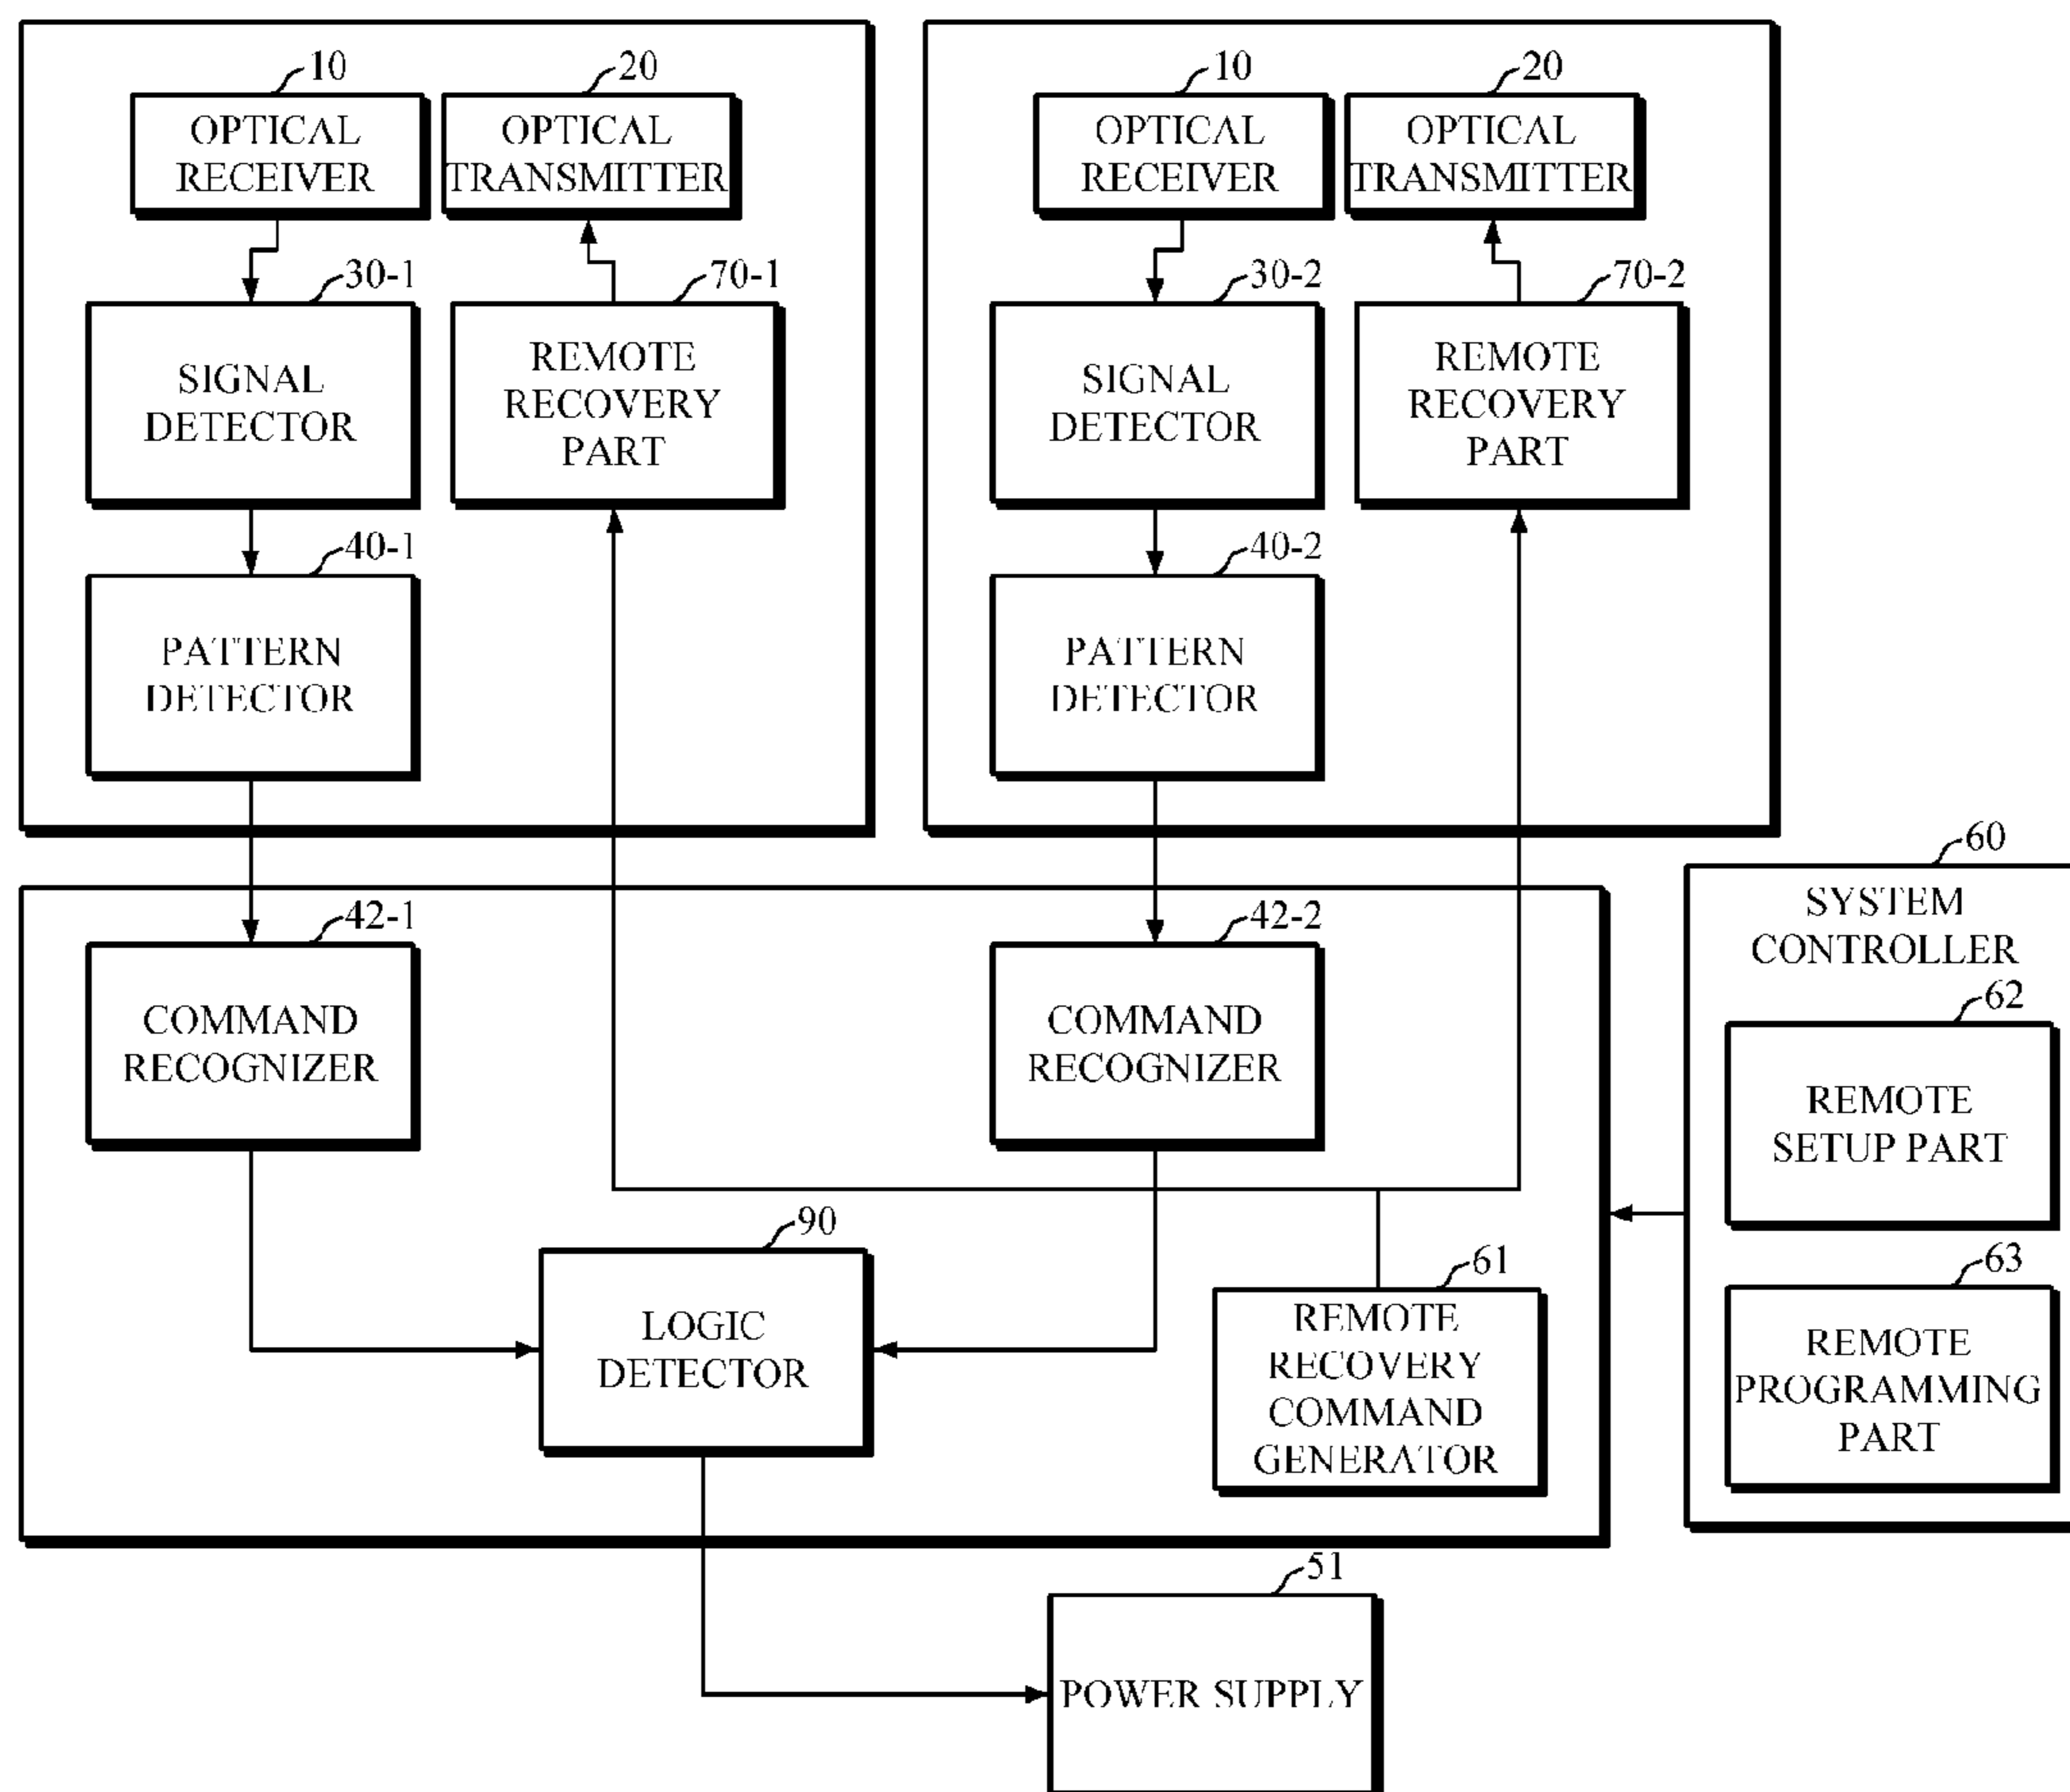 10
OPTICAL
RECEIVER
20
OPTICAL
TRANSMITTER
30-1
SIGNAL
DETECTOR
70-1
REMOTE
RECOVERY
PART
40-1
PATTERN
DETECTOR
10
OPTICAL
RECEIVER
20
OPTICAL
TRANSMITTER
30-2
SIGNAL
DETECTOR
70-2
REMOTE
RECOVERY
PART
40-2
PATTERN
DETECTOR
42-1
COMMAND
RECOGNIZER
42-2
COMMAND
RECOGNIZER
90
LOGIC
DETECTOR
61
REMOTE
RECOVERY
COMMAND
GENERATOR
60
SYSTEM
CONTROLLER
62
REMOTE
SETUP PART
63
REMOTE
PROGRAMMING
PART
51
POWER SUPPLY